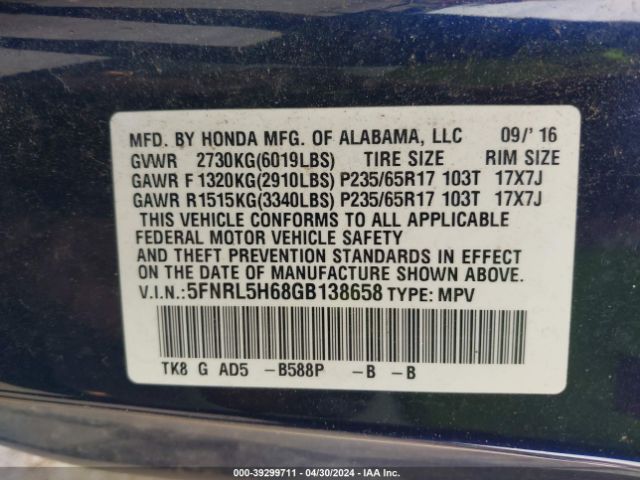 MFD. BY HONDA MFG. OF ALABAMA, LLC 09/' 16
GVWR 2730KG(6019LBS) TIRE SIZE RIM SIZE
GAWR F 1320KG(2910LBS) P235/65R17 103T 17X7J
GAWR R1515KG(3340LBS) P235/65R17 103T 17X7J
THIS VEHICLE CONFORMS TO ALL APPLICABLE
FEDERAL MOTOR VEHICLE SAFETY
AND THEFT PREVENTION STANDARDS IN EFFECT
ON THE DATE OF MANUFACTURE SHOWN ABOVE.
V.I.N.: 5FNRL5H68GB138658 TYPE: MPV
TK8 G AD5 -B588P -B -B
000-39299711 - 04/30/2024 - IAA Inc.